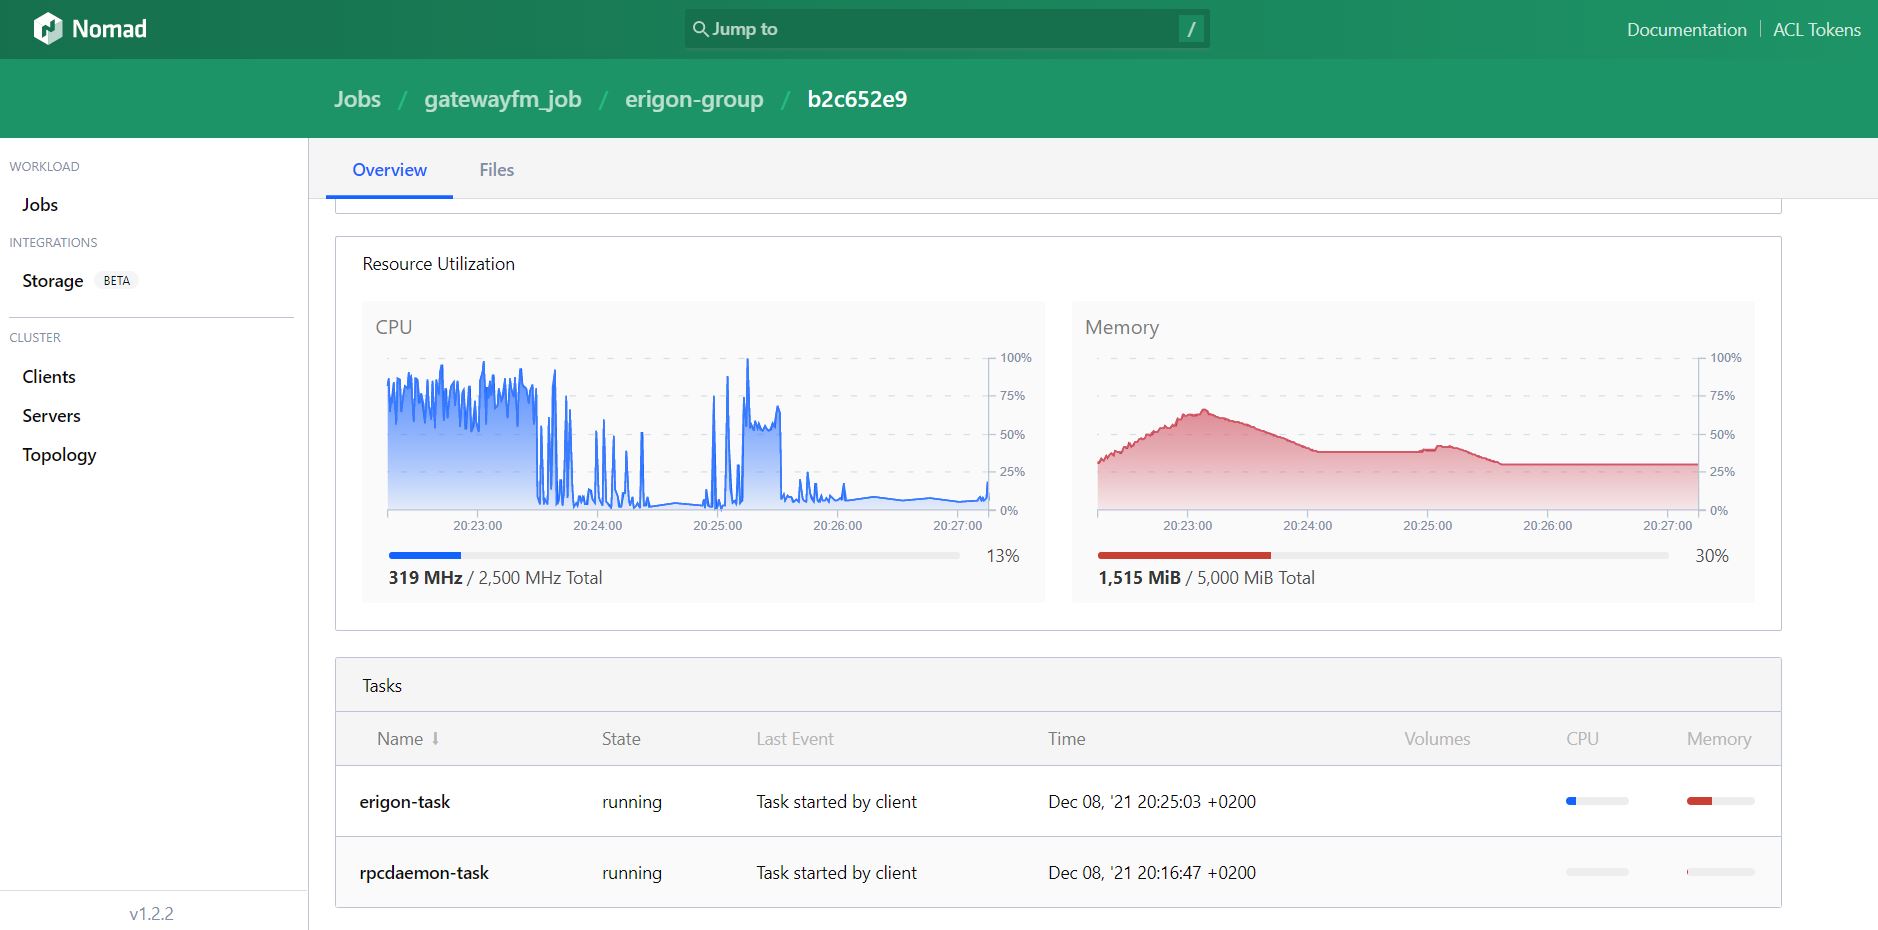 Nomad
Jump to /
Documentation ACL Tokens
Jobs / gatewayfm_job / erigon-group / b2c652e9
WORKLOAD
Jobs
INTEGRATIONS
Storage BETA
CLUSTER
Clients
Servers
Topology
v1.2.2
Overview Files
Resource Utilization
CPU
100%
75%
50%
25%
0%
20:23:00 20:24:00 20:25:00 20:26:00 20:27:00
13%
319 MHz / 2,500 MHz Total
Memory
100%
75%
50%
25%
0%
20:23:00 20:24:00 20:25:00 20:26:00 20:27:00
30%
1,515 MiB / 5,000 MiB Total
Tasks
Name State Last Event Time Volumes CPU Memory
erigon-task running Task started by client Dec 08, '21 20:25:03 +0200
rpcdaemon-task running Task started by client Dec 08, '21 20:16:47 +0200